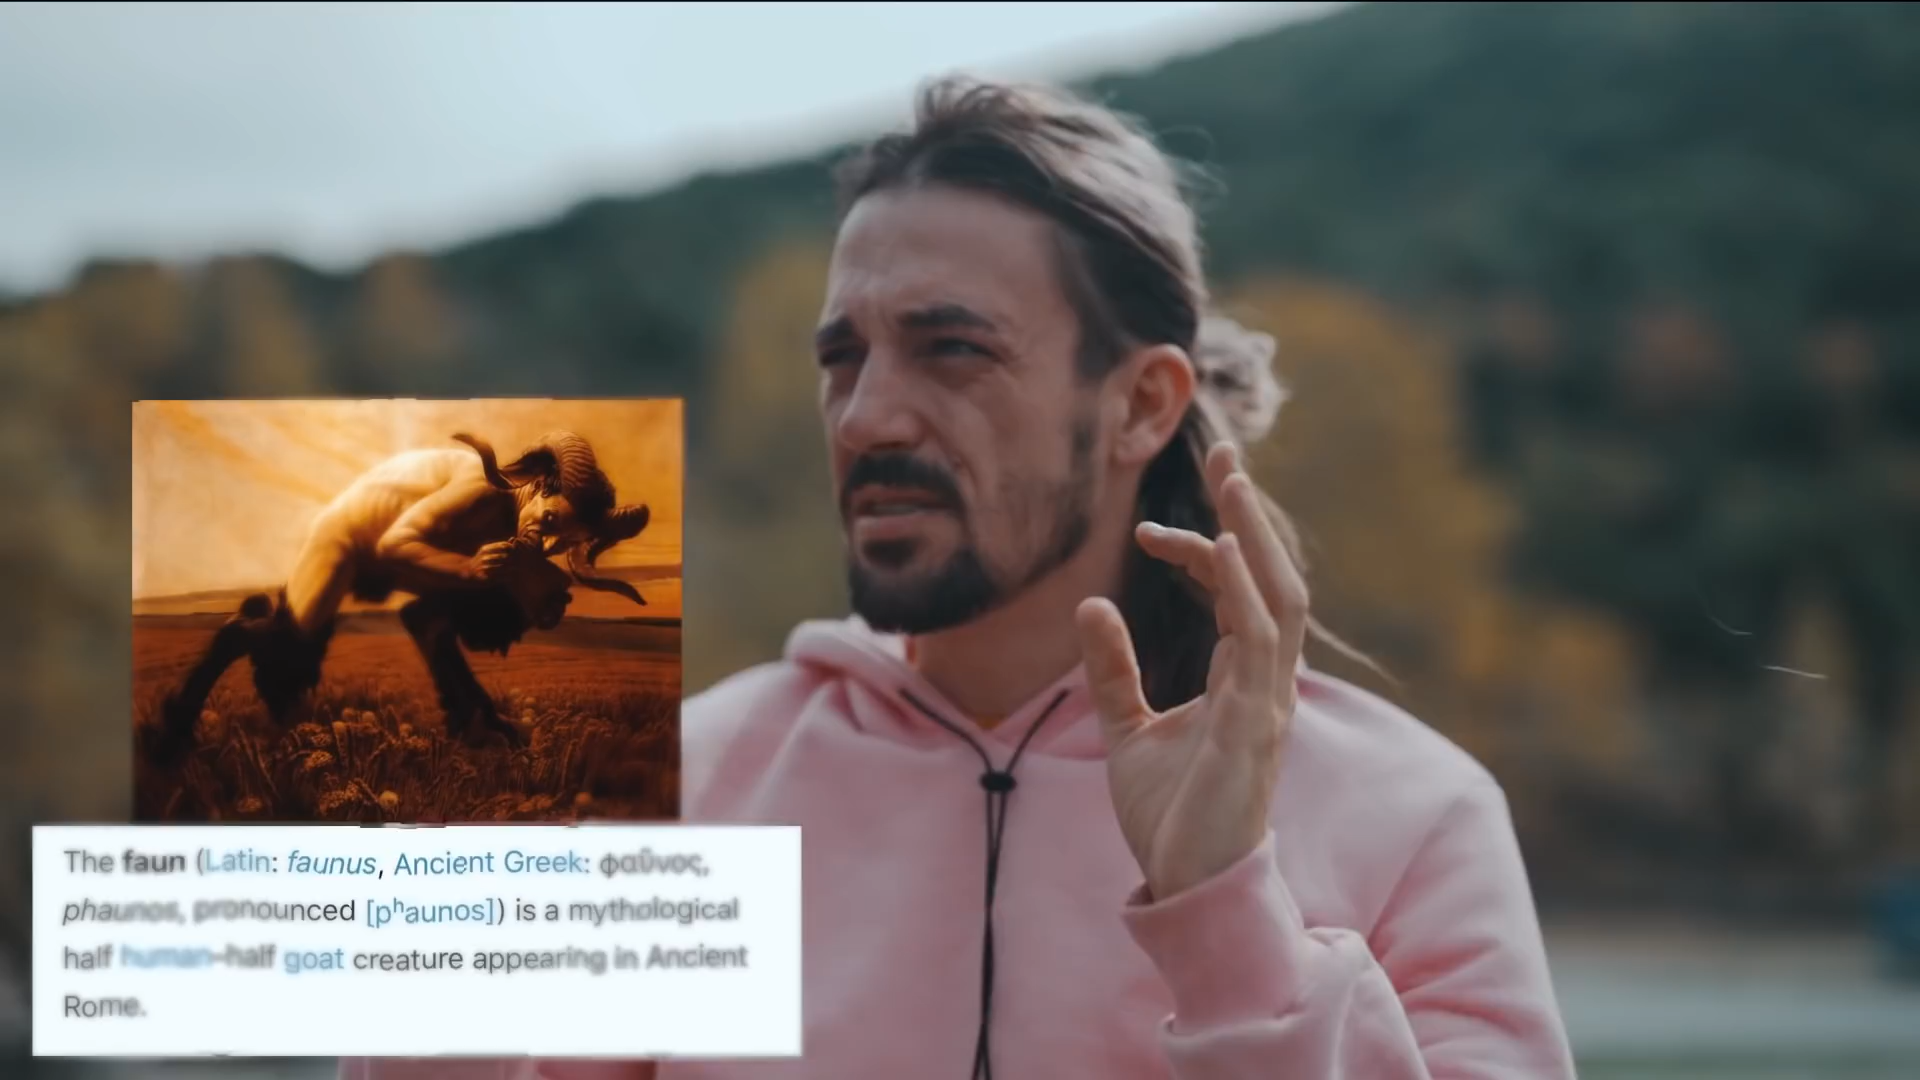 The faun (Latin: faunus, Ancient Greek: φαῦνος,
phaunos, pronounced [pʰaunos]) is a mythological
half human–half goat creature appearing in Ancient
Rome.